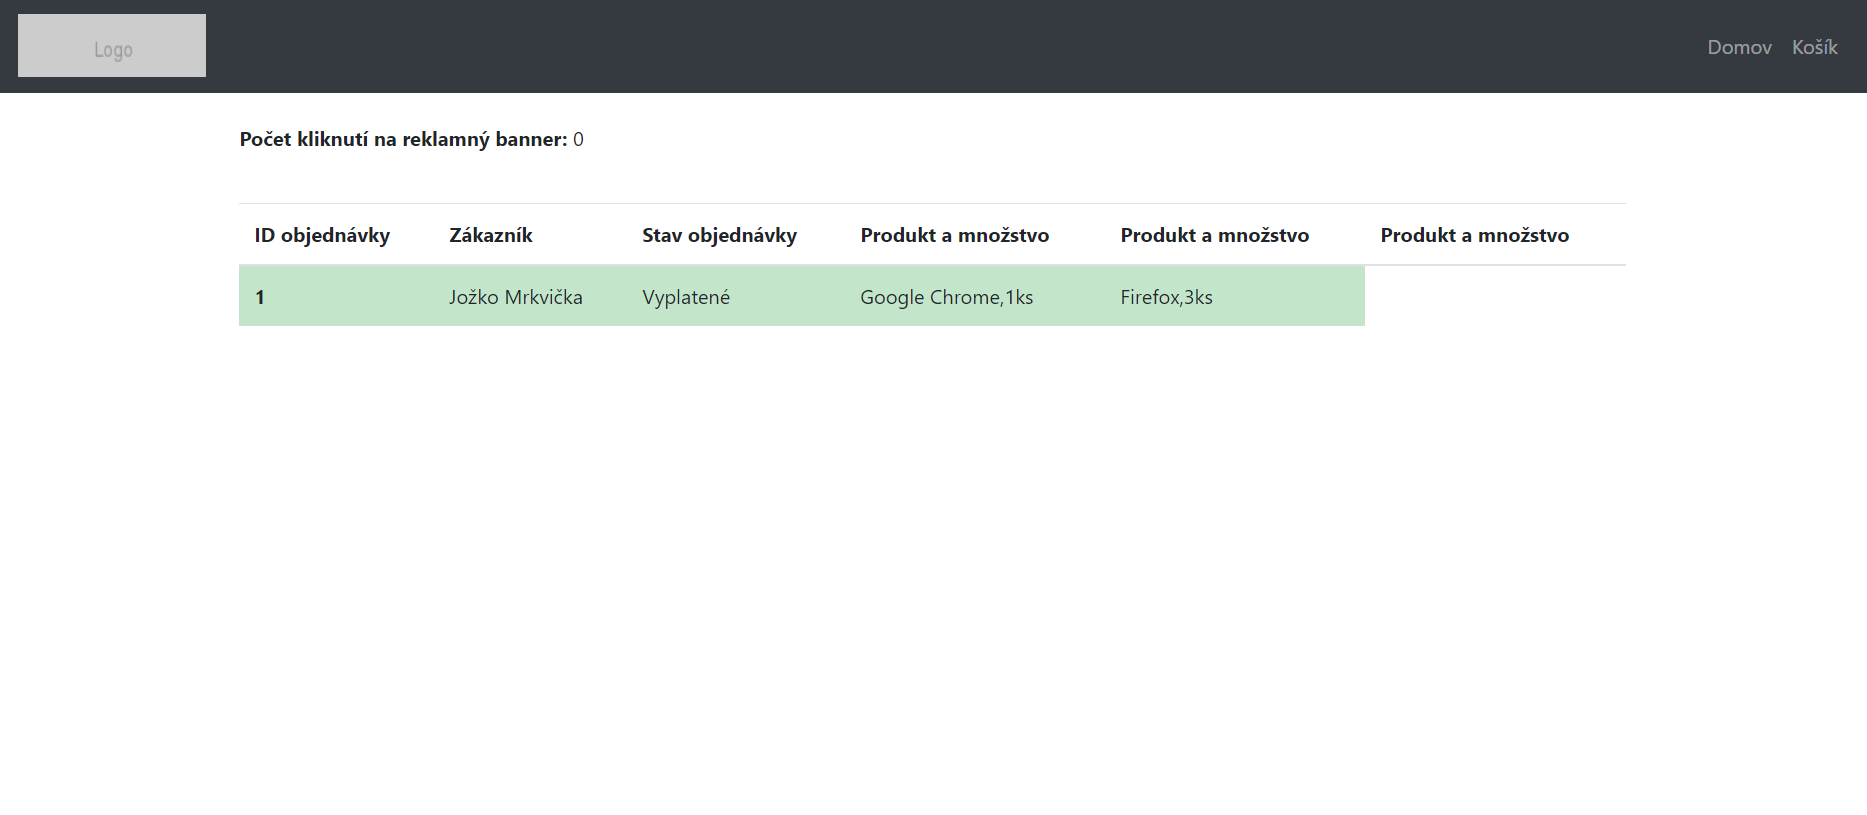 Logo
Domov Košík
Počet kliknutí na reklamný banner: 0
ID objednávky Zákazník Stav objednávky Produkt a množstvo Produkt a množstvo Produkt a množstvo
1 Jožko Mrkvička Vyplatené Google Chrome,1ks Firefox,3ks